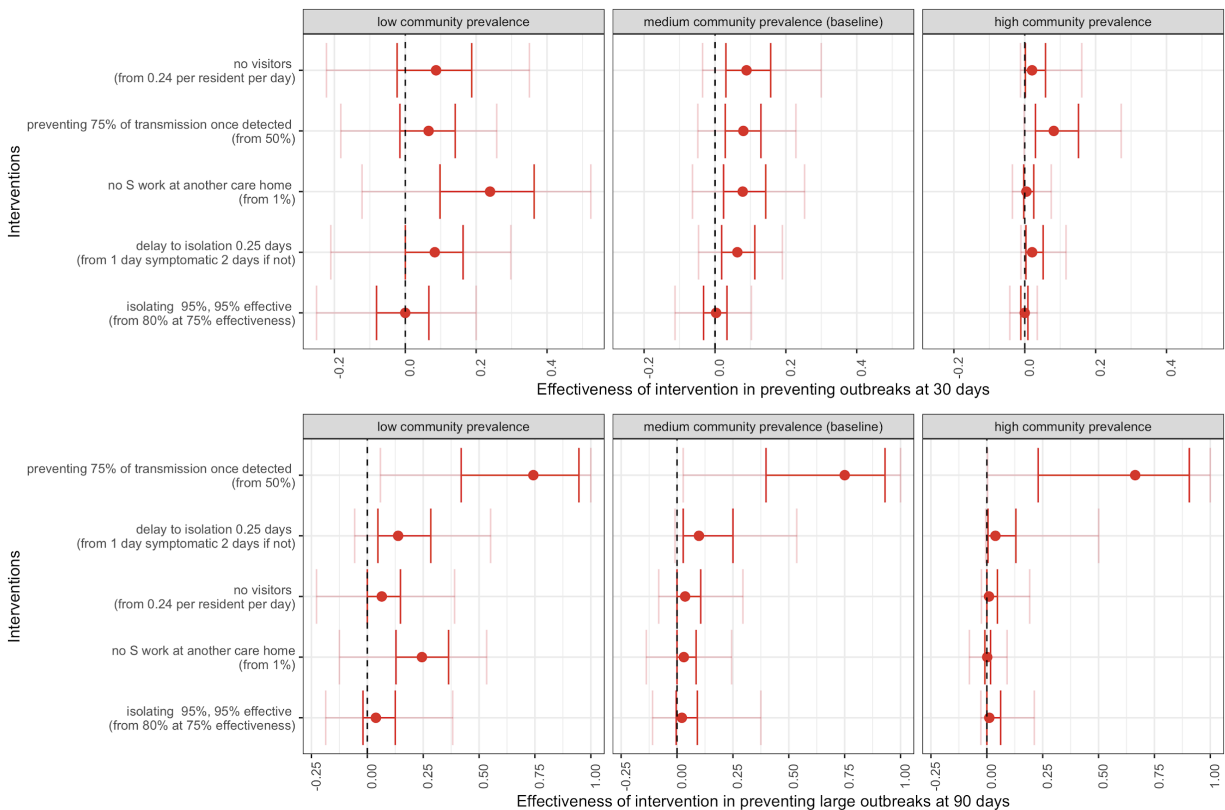 low community prevalence
medium community prevalence (baseline)
high community prevalence
Interventions
no visitors
(from 0.24 per resident per day)
preventing 75% of transmission once detected
(from 50%)
no S work at another care home
(from 1%)
delay to isolation 0.25 days
(from 1 day symptomatic 2 days if not)
isolating  95%, 95% effective
(from 80% at 75% effectiveness)
-0.2 0.0 0.2 0.4
-0.2 0.0 0.2 0.4
-0.2 0.0 0.2 0.4
Effectiveness of intervention in preventing outbreaks at 30 days
low community prevalence
medium community prevalence (baseline)
high community prevalence
Interventions
preventing 75% of transmission once detected
(from 50%)
delay to isolation 0.25 days
(from 1 day symptomatic 2 days if not)
no visitors
(from 0.24 per resident per day)
no S work at another care home
(from 1%)
isolating  95%, 95% effective
(from 80% at 75% effectiveness)
-0.25 0.00 0.25 0.50 0.75 1.00
-0.25 0.00 0.25 0.50 0.75 1.00
-0.25 0.00 0.25 0.50 0.75 1.00
Effectiveness of intervention in preventing large outbreaks at 90 days